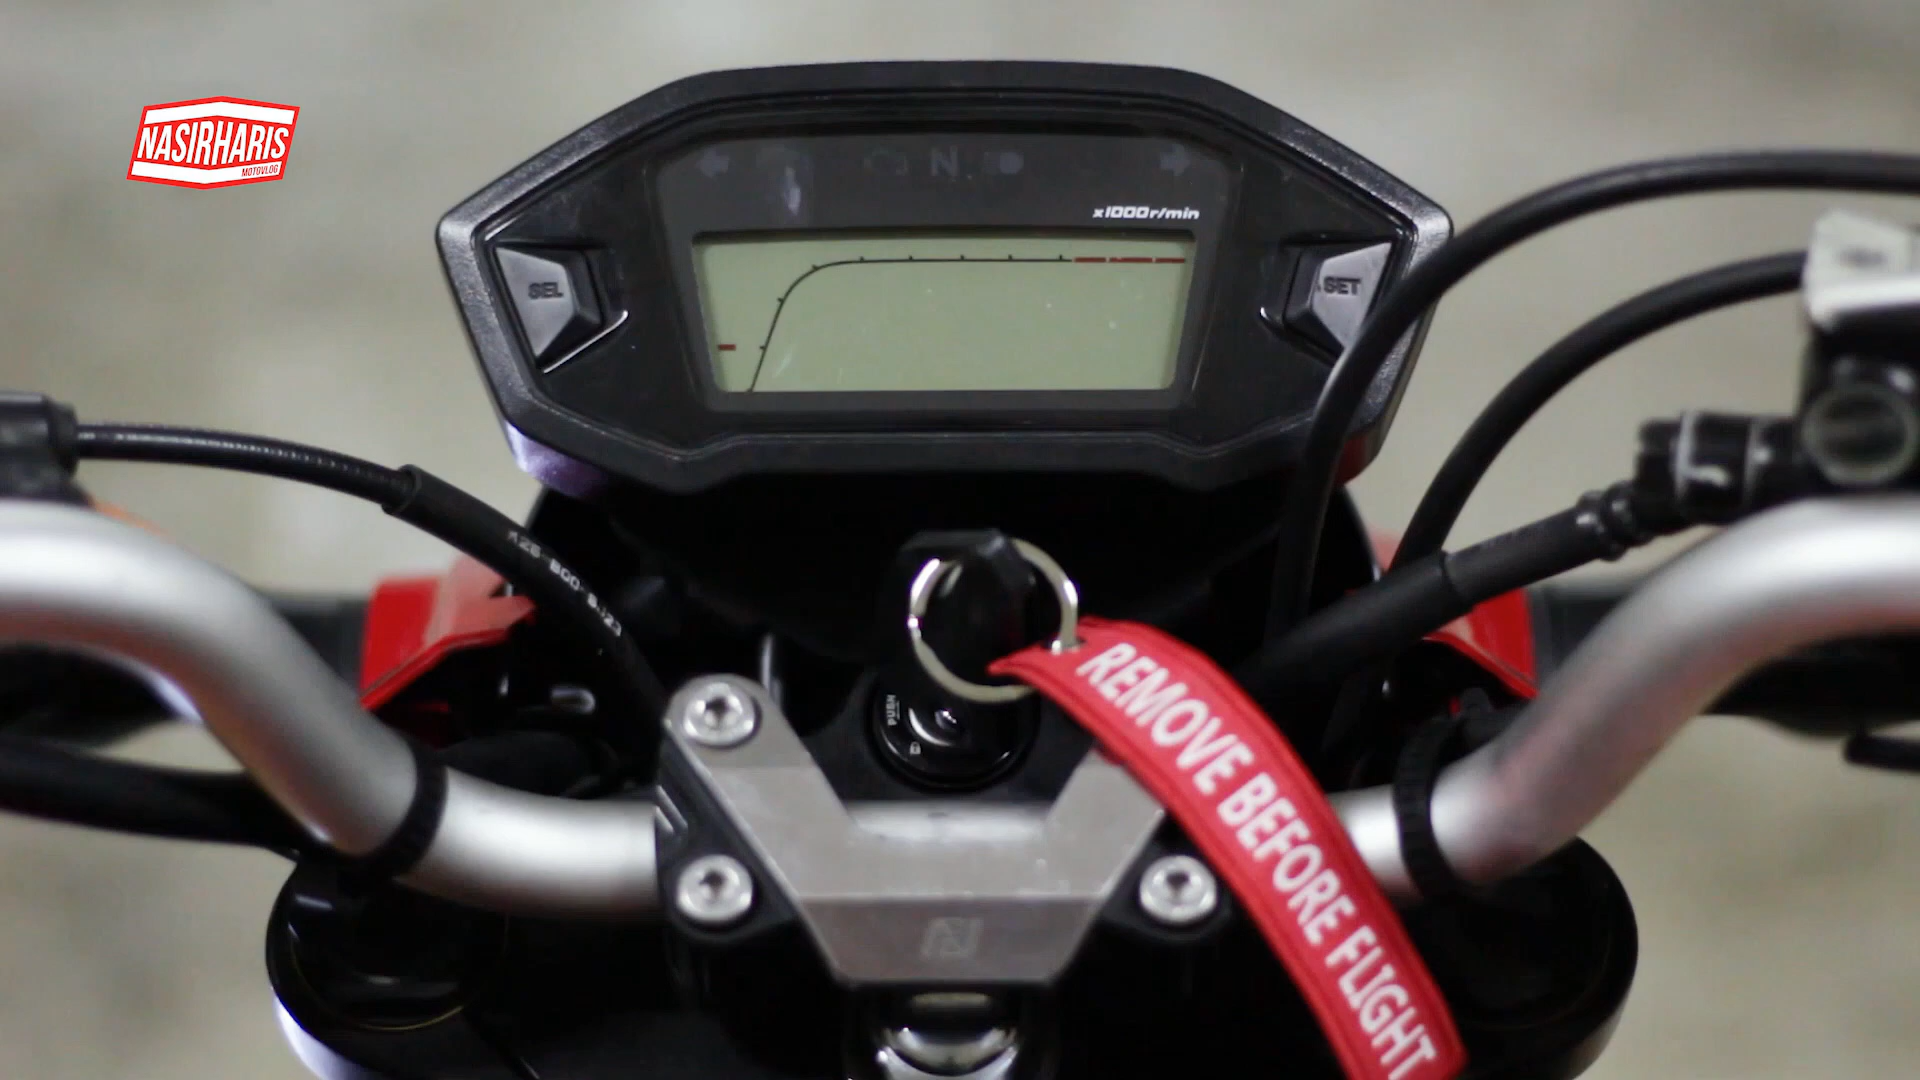 NASIRHARIS
MOTOVLOG
N
x1000r/min
SEL
SET
PUSH
REMOVE BEFORE FLIGHT